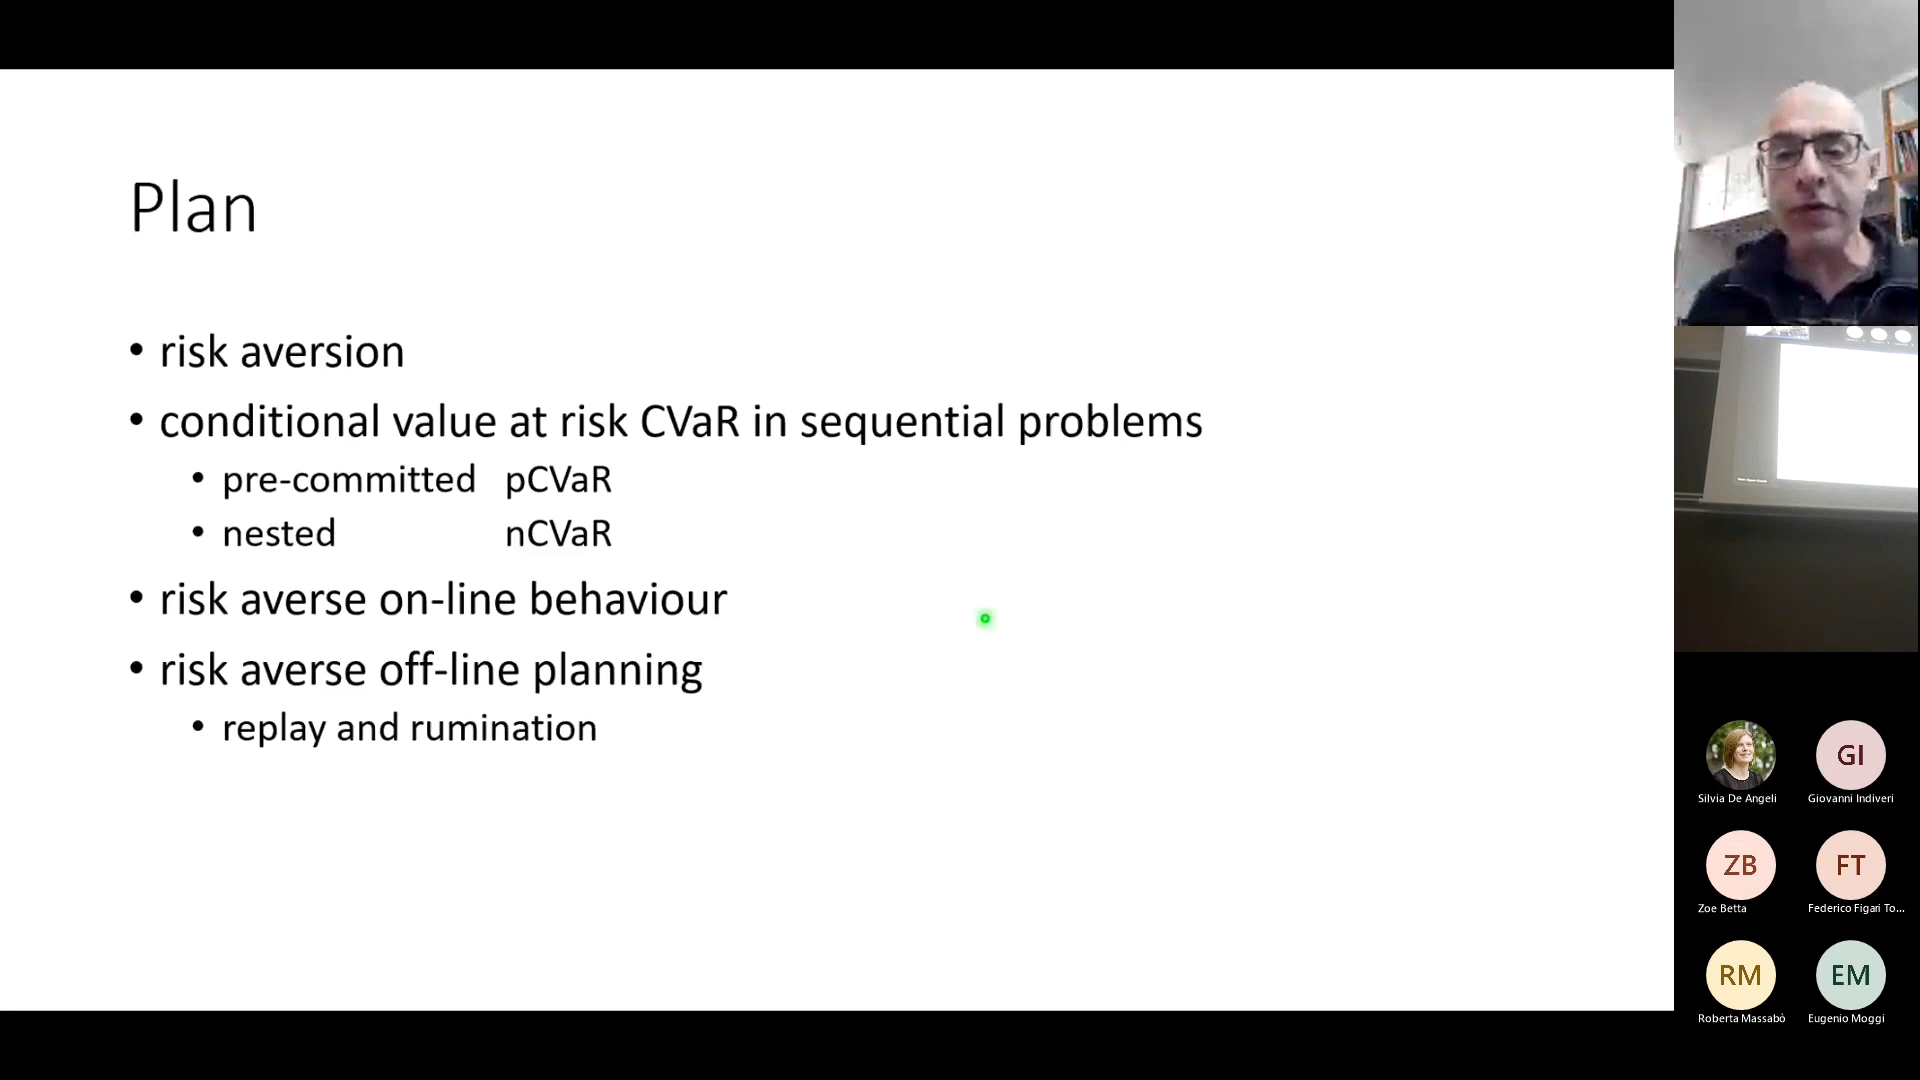 Plan
• risk aversion
• conditional value at risk CVaR in sequential problems
• pre-committed pCVaR
• nested nCVaR
• risk averse on-line behaviour
• risk averse off-line planning
• replay and rumination
Silvia De Angeli
GI
Giovanni Indiveri
ZB
Zoe Betta
FT
Federico Figari To...
RM
Roberta Massabò
EM
Eugenio Moggi